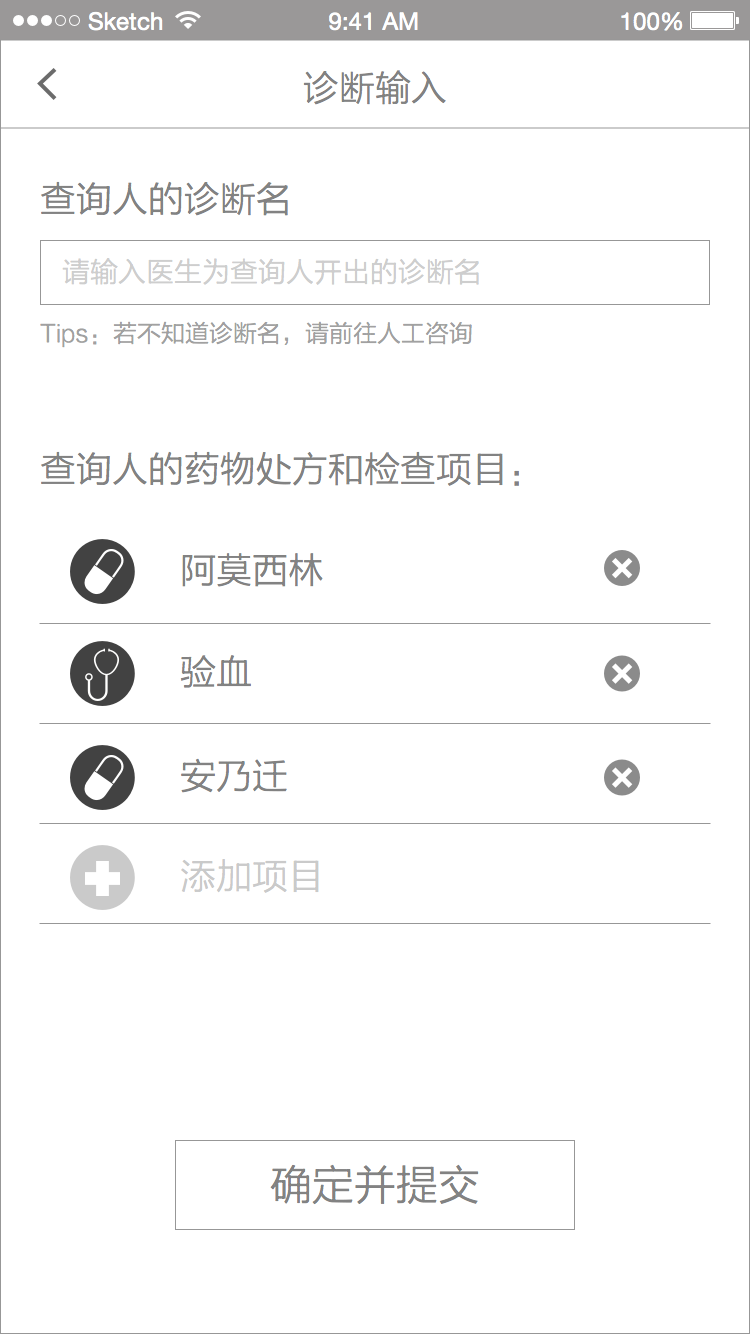 Sketch 9:41 AM 100%
诊断输入
查询人的诊断名
请输入医生为查询人开出的诊断名
Tips：若不知道诊断名，请前往人工咨询
查询人的药物处方和检查项目：
阿莫西林
验血
安乃迁
添加项目
确定并提交